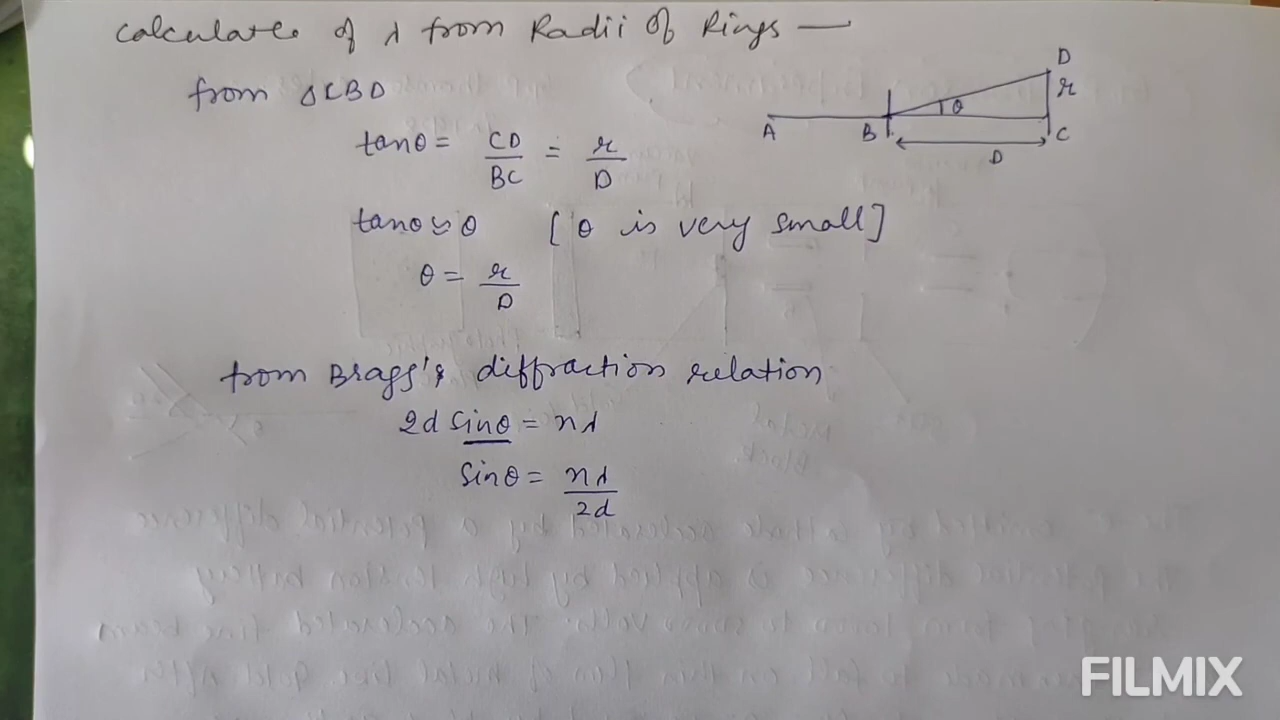 Calculates of λ from Radii of Rings —
from ΔCBD
tanθ = CD/BC = r/D
tanθ ≈ θ [θ is very small]
θ = r/D
A B θ D r C
D
from Bragg's diffraction relation
2d sinθ = nλ
sinθ = nλ/2d
FILMIX